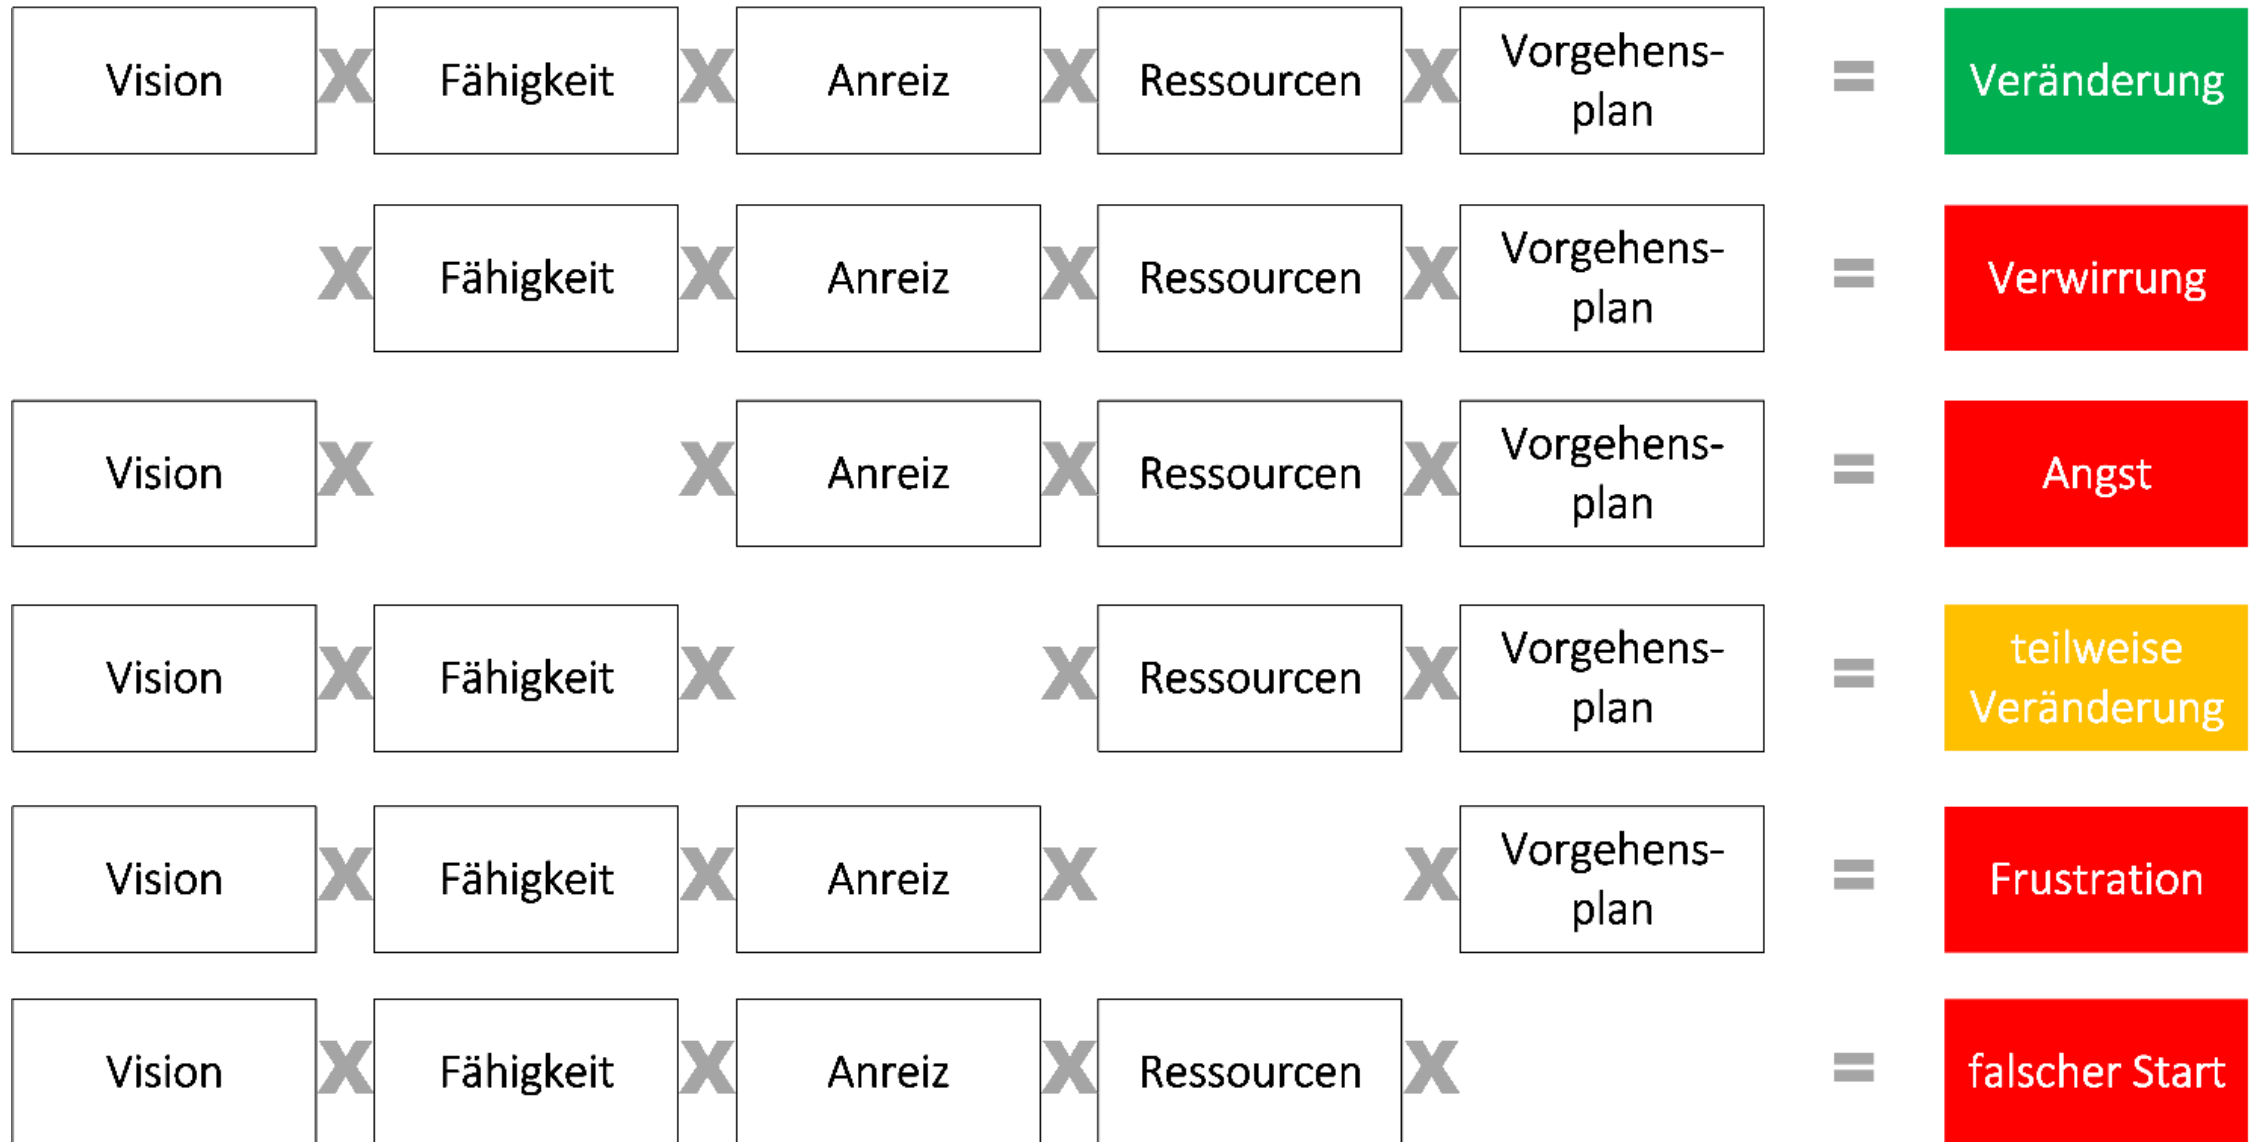 Vision X Fähigkeit X Anreiz X Ressourcen X Vorgehens-
plan = Veränderung
X Fähigkeit X Anreiz X Ressourcen X Vorgehens-
plan = Verwirrung
Vision X X Anreiz X Ressourcen X Vorgehens-
plan = Angst
Vision X Fähigkeit X X Ressourcen X Vorgehens-
plan = teilweise
Veränderung
Vision X Fähigkeit X Anreiz X X Vorgehens-
plan = Frustration
Vision X Fähigkeit X Anreiz X Ressourcen X = falscher Start